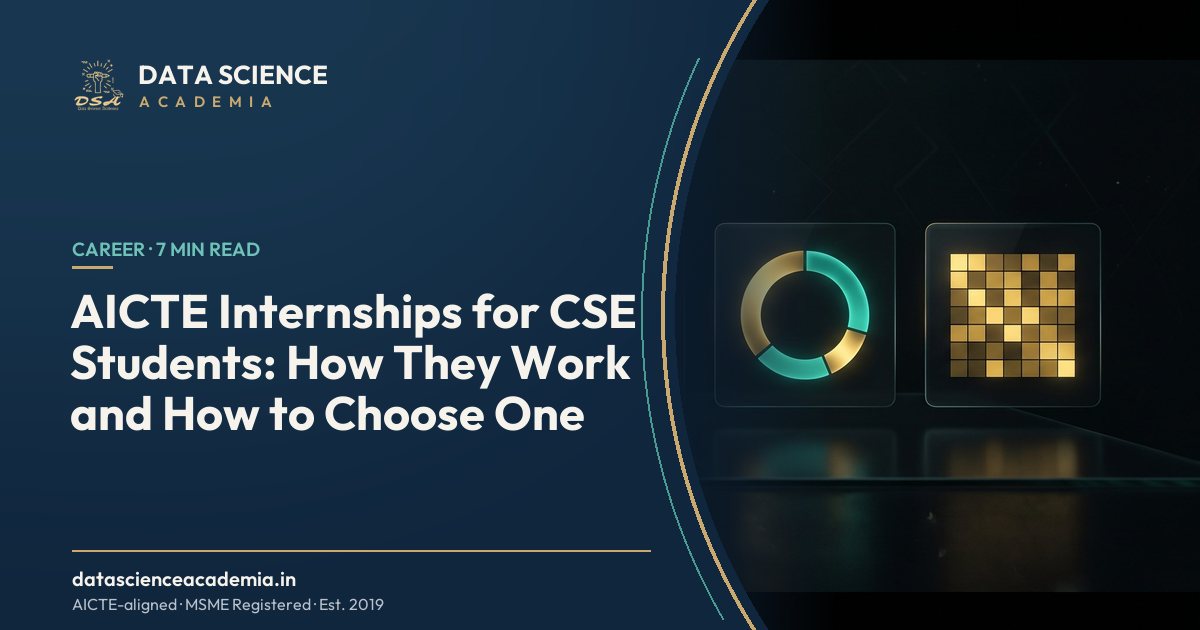 DATA SCIENCE
ACADEMIA
DSA
CAREER · 7 MIN READ
AICTE Internships for CSE
Students: How They Work
and How to Choose One
datascienceacademia.in
AICTE-aligned · MSME Registered · Est. 2019